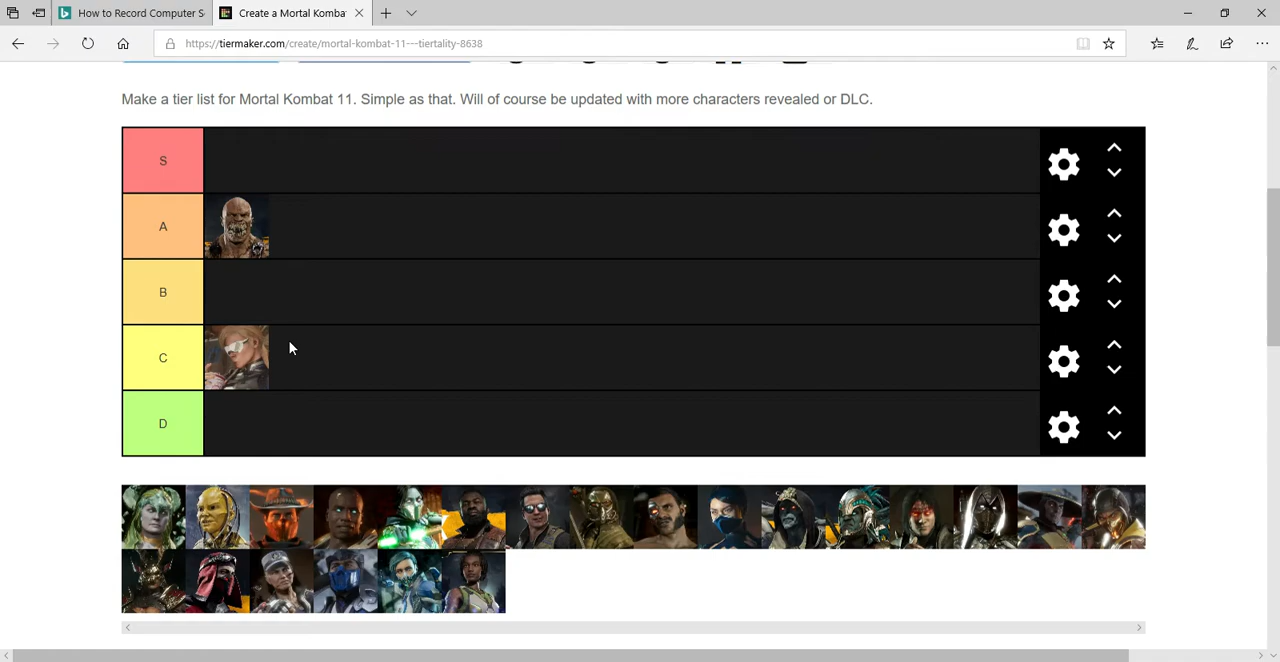 How to Record Computer S
Create a Mortal Kombat
https://tiermaker.com/create/mortal-kombat-11---tiertality-8638
Make a tier list for Mortal Kombat 11. Simple as that. Will of course be updated with more characters revealed or DLC.
S
A
B
C
D